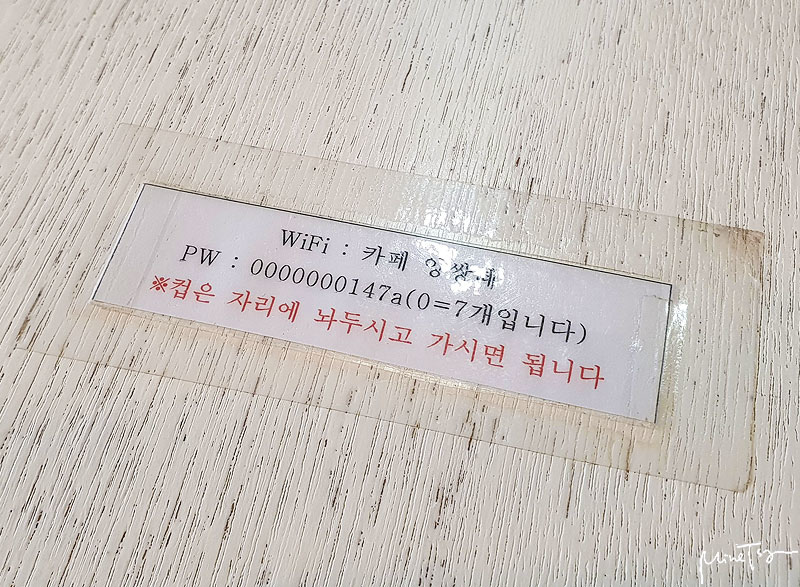 WiFi : 카페
PW : 0000000147a(0=7개입니다)
※컵은 자리에 놔두시고 가시면 됩니다